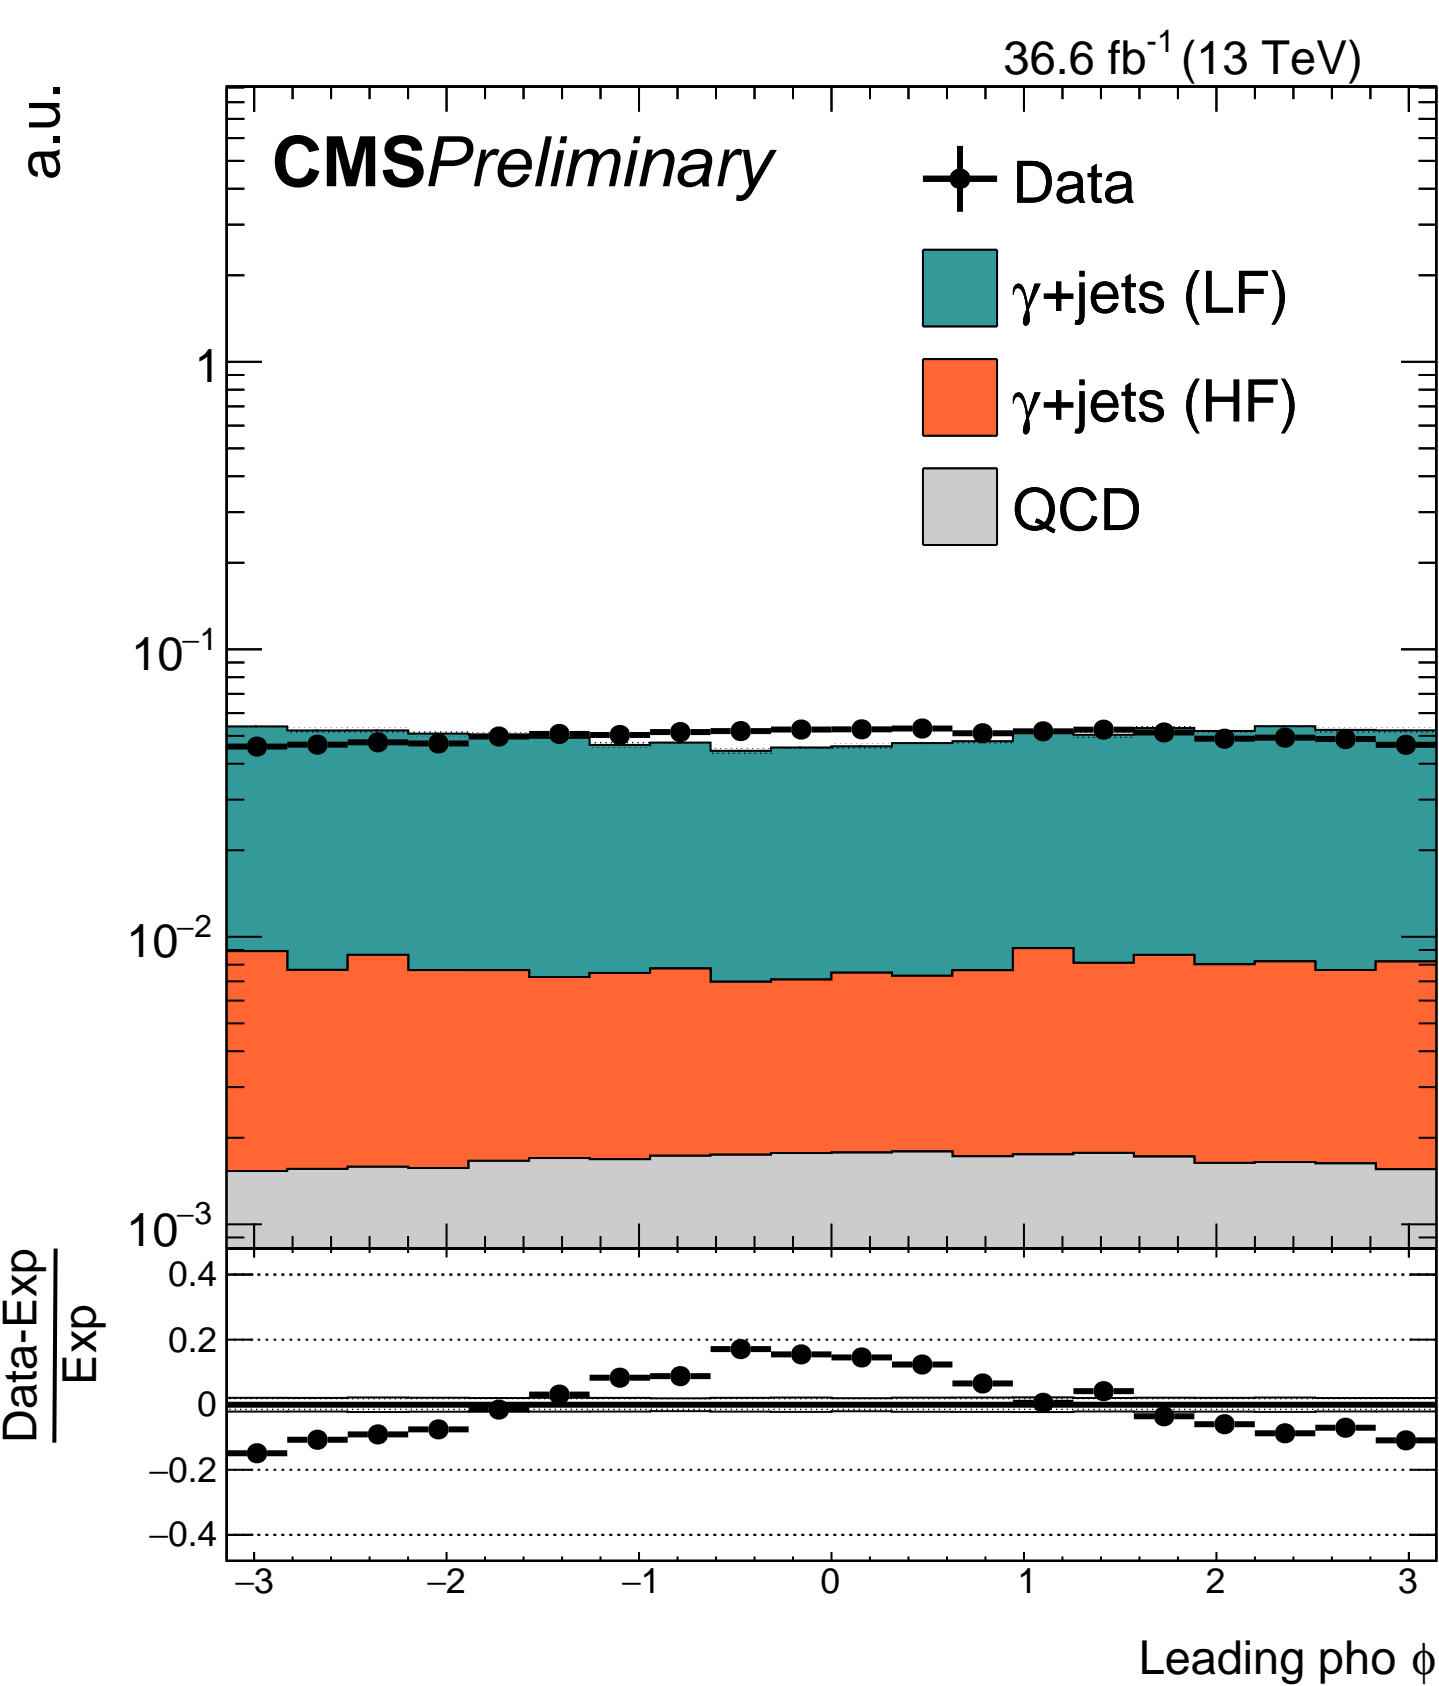 36.6 fb⁻¹ (13 TeV)
a.u.
CMS Preliminary
Data
γ+jets (LF)
γ+jets (HF)
QCD
1
10⁻¹
10⁻²
10⁻³
Data-Exp
Exp
0.4
0.2
0
−0.2
−0.4
−3 −2 −1 0 1 2 3
Leading pho ϕ